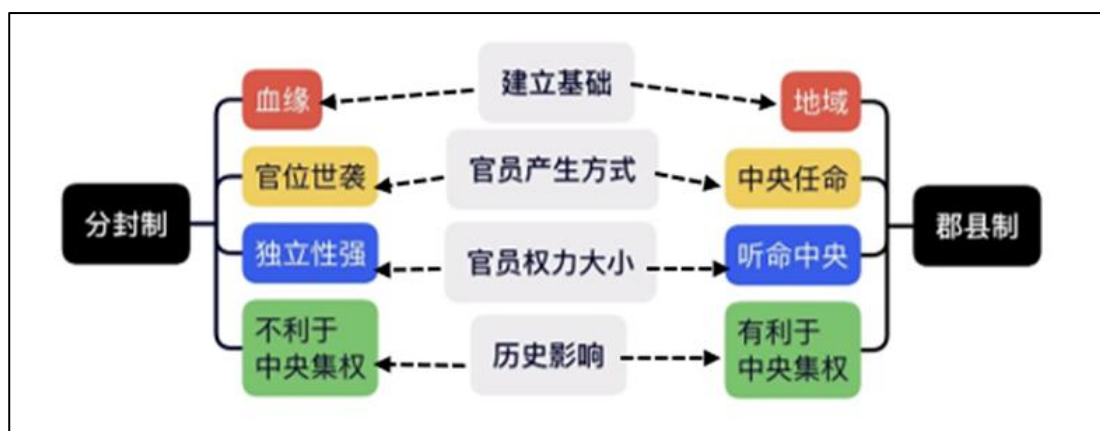 建立基础
血缘
地域
官员产生方式
官位世袭
中央任命
分封制
郡县制
官员权力大小
独立性强
听命中央
历史影响
不利于
中央集权
有利于
中央集权